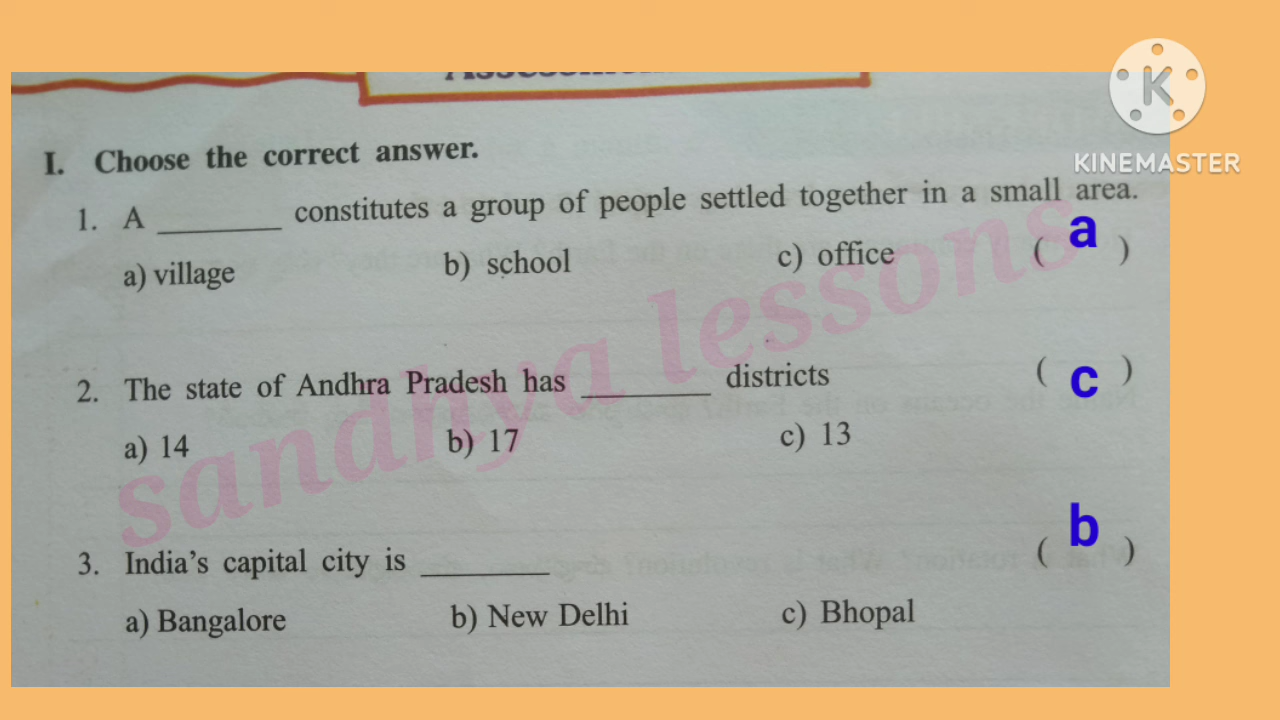 KINEMASTER
I. Choose the correct answer.
1. A ________ constitutes a group of people settled together in a small area.
a) village b) school c) office ( a )
2. The state of Andhra Pradesh has ________ districts ( c )
a) 14 b) 17 c) 13
3. India's capital city is ________ ( b )
a) Bangalore b) New Delhi c) Bhopal
sandhya lessons